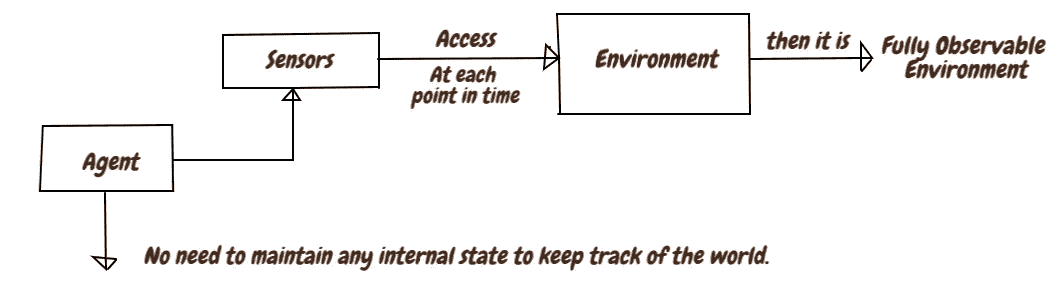 Access
then it is
Fully Observable
Environment
Sensors
Environment
At each
point in time
Agent
No need to maintain any internal state to keep track of the world.